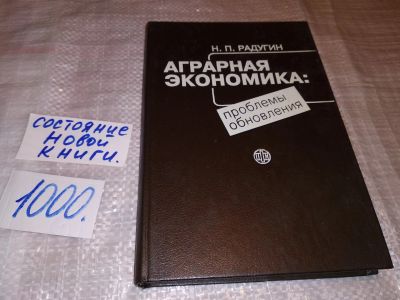 Н. П. РАДУГИН
АГРАРНАЯ
ЭКОНОМИКА:
проблемы
обновления
состояние
новой
книги.
1000.